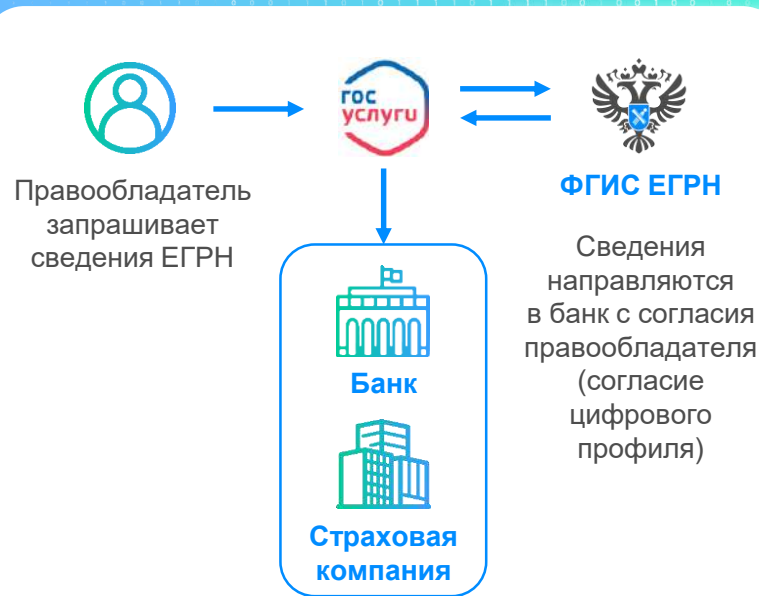 гос
услуги
Правообладатель
запрашивает
сведения ЕГРН
ФГИС ЕГРН
Сведения
направляются
в банк с согласия
правообладателя
(согласие
цифрового
профиля)
Банк
Страховая
компания